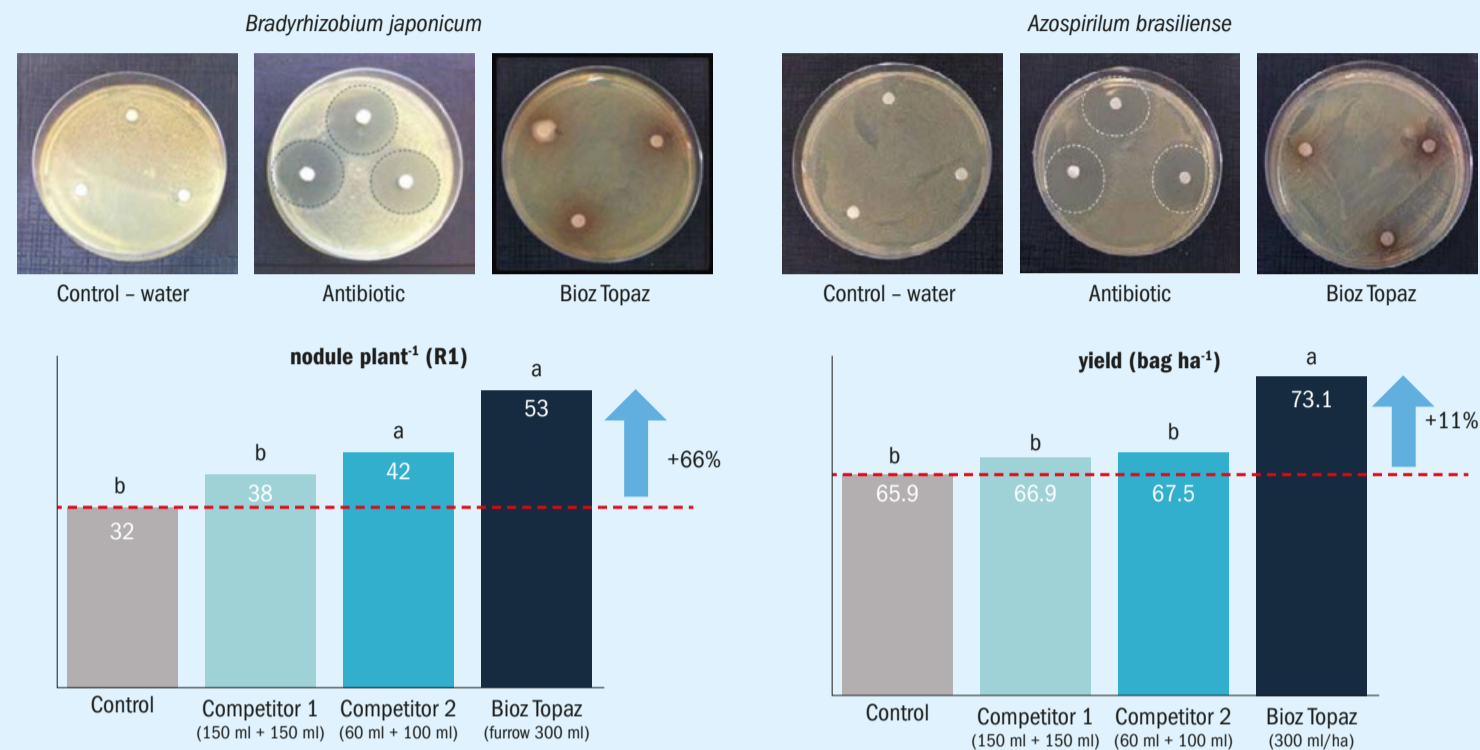 Bradyrhizobium japonicum
Azospirilum brasiliense
Control – water
Antibiotic
Bioz Topaz
Control – water
Antibiotic
Bioz Topaz
nodule plant⁻¹ (R1)
b
32
b
38
a
42
a
53
+66%
Control
Competitor 1
(150 ml + 150 ml)
Competitor 2
(60 ml + 100 ml)
Bioz Topaz
(furrow 300 ml)
yield (bag ha⁻¹)
b
65.9
b
66.9
b
67.5
a
73.1
+11%
Control
Competitor 1
(150 ml + 150 ml)
Competitor 2
(60 ml + 100 ml)
Bioz Topaz
(300 ml/ha)